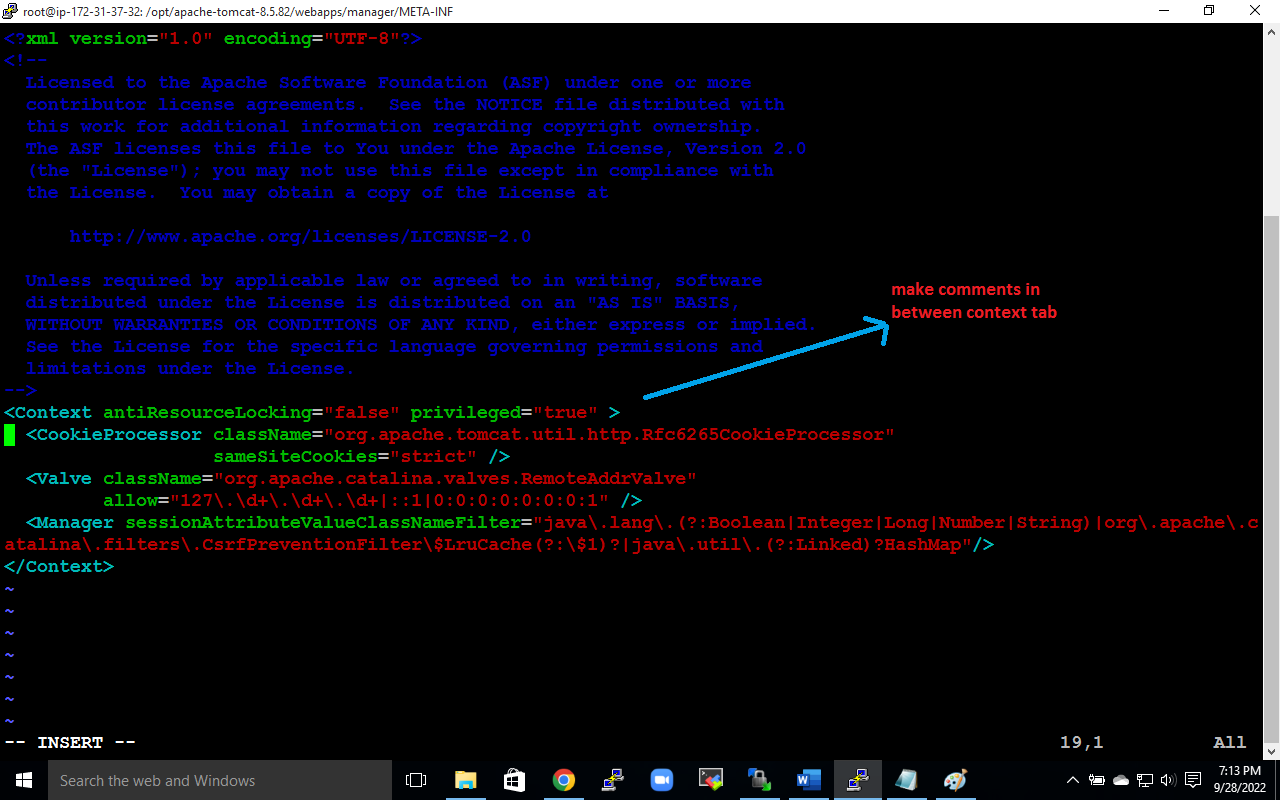 root@ip-172-31-37-32: /opt/apache-tomcat-8.5.82/webapps/manager/META-INF
<?xml version="1.0" encoding="UTF-8"?>
<!--
  Licensed to the Apache Software Foundation (ASF) under one or more
  contributor license agreements.  See the NOTICE file distributed with
  this work for additional information regarding copyright ownership.
  The ASF licenses this file to You under the Apache License, Version 2.0
  (the "License"); you may not use this file except in compliance with
  the License.  You may obtain a copy of the License at
      http://www.apache.org/licenses/LICENSE-2.0
  Unless required by applicable law or agreed to in writing, software
  distributed under the License is distributed on an "AS IS" BASIS,
  WITHOUT WARRANTIES OR CONDITIONS OF ANY KIND, either express or implied.
  See the License for the specific language governing permissions and
  limitations under the License.
-->
make comments in
between context tab
<Context antiResourceLocking="false" privileged="true" >
  <CookieProcessor className="org.apache.tomcat.util.http.Rfc6265CookieProcessor"
                   sameSiteCookies="strict" />
  <Valve className="org.apache.catalina.valves.RemoteAddrValve"
         allow="127\.\d+\.\d+\.\d+|::1|0:0:0:0:0:0:0:1" />
  <Manager sessionAttributeValueClassNameFilter="java\.lang\.(?:Boolean|Integer|Long|Number|String)|org\.apache\.c
atalina\.filters\.CsrfPreventionFilter\$LruCache(?:\$1)?|java\.util\.(?:Linked)?HashMap"/>
</Context>
~
~
~
~
~
~
~
-- INSERT -- 19,1 All
Search the web and Windows
7:13 PM
9/28/2022